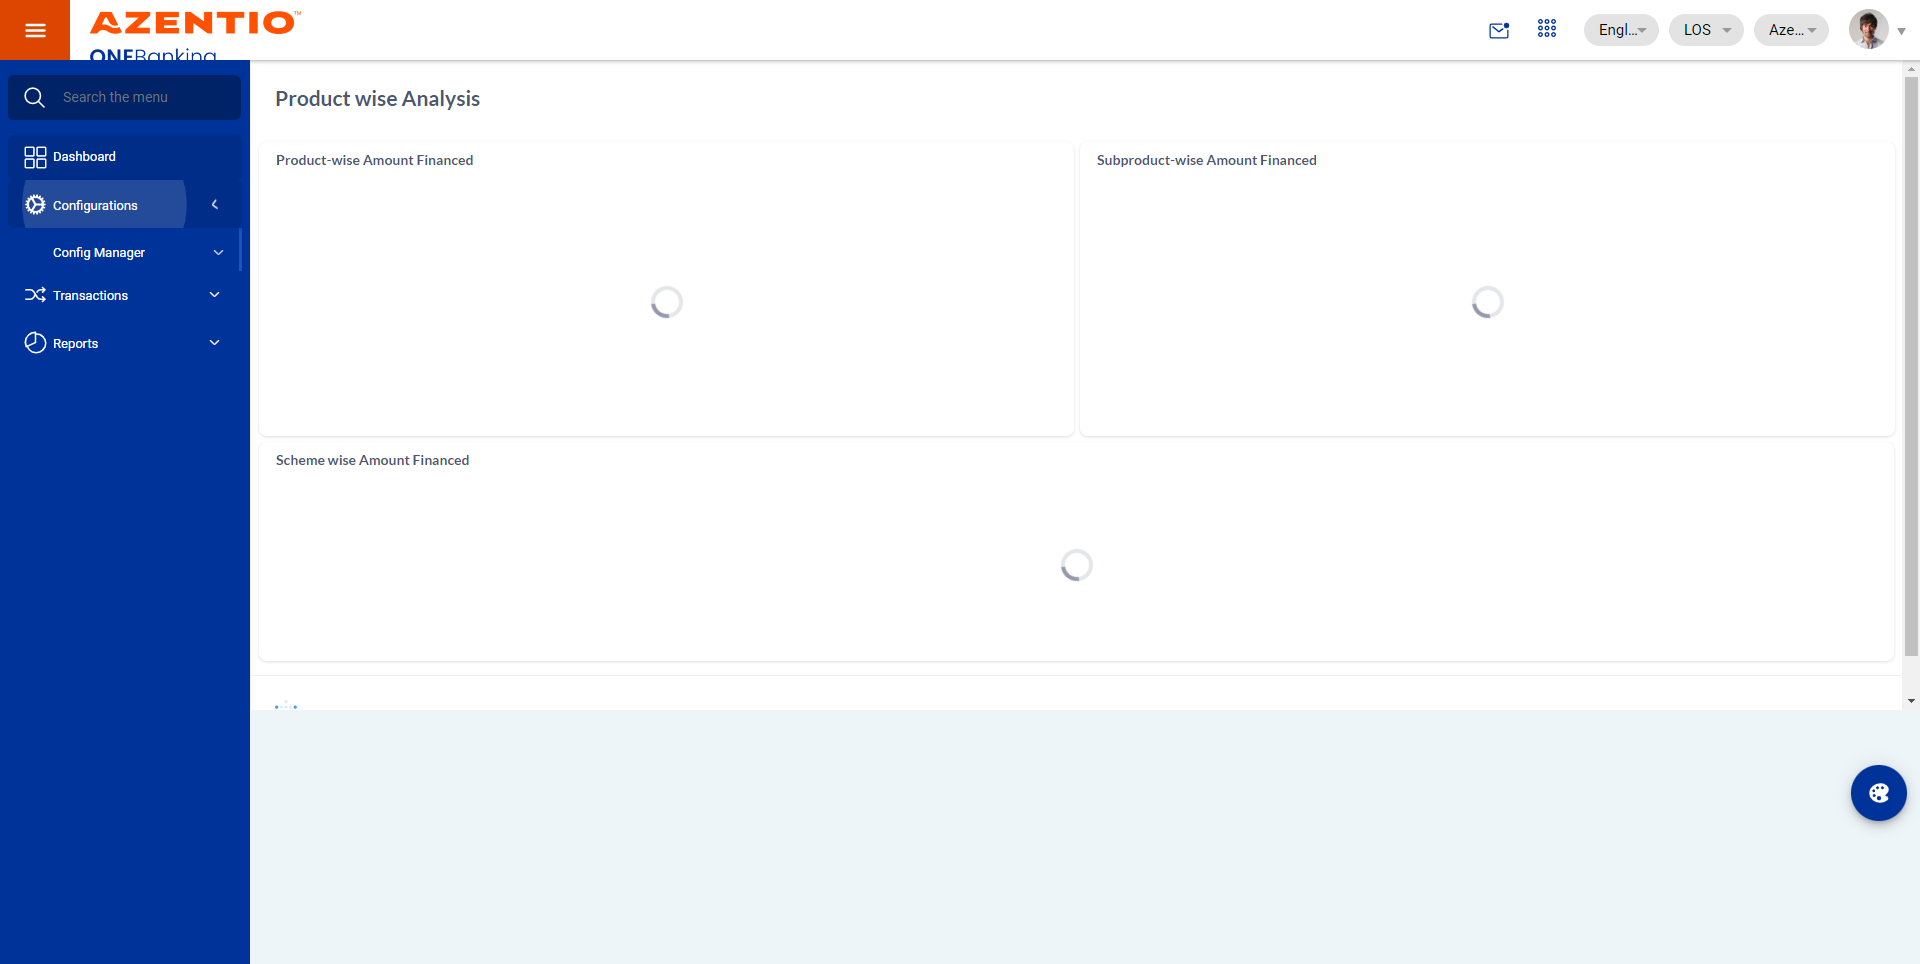 AZENTIO™
ONEBanking
Engl...
LOS
Aze...
Search the menu
Dashboard
Configurations
Config Manager
Transactions
Reports
Product wise Analysis
Product-wise Amount Financed
Subproduct-wise Amount Financed
Scheme wise Amount Financed